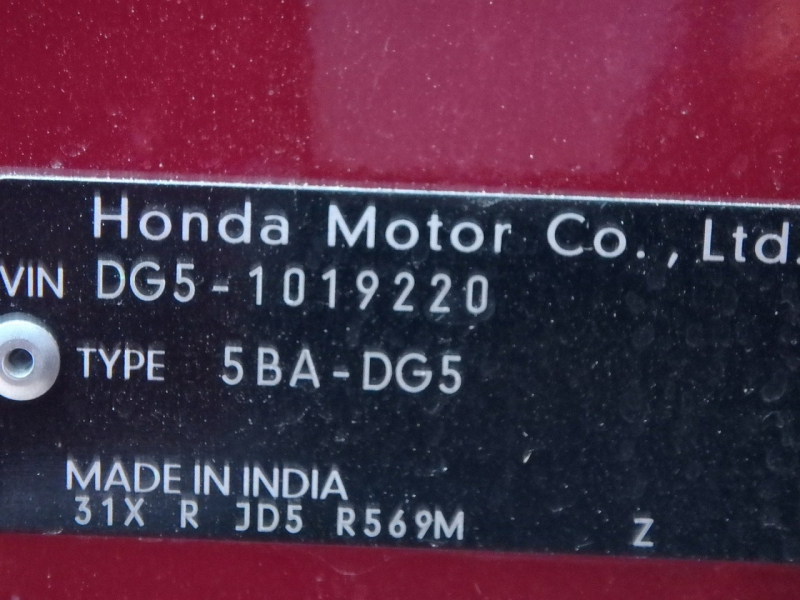 Honda Motor Co., Ltd.
VIN DG5-1019220
TYPE 5BA-DG5
MADE IN INDIA
31X R JD5 R569M Z